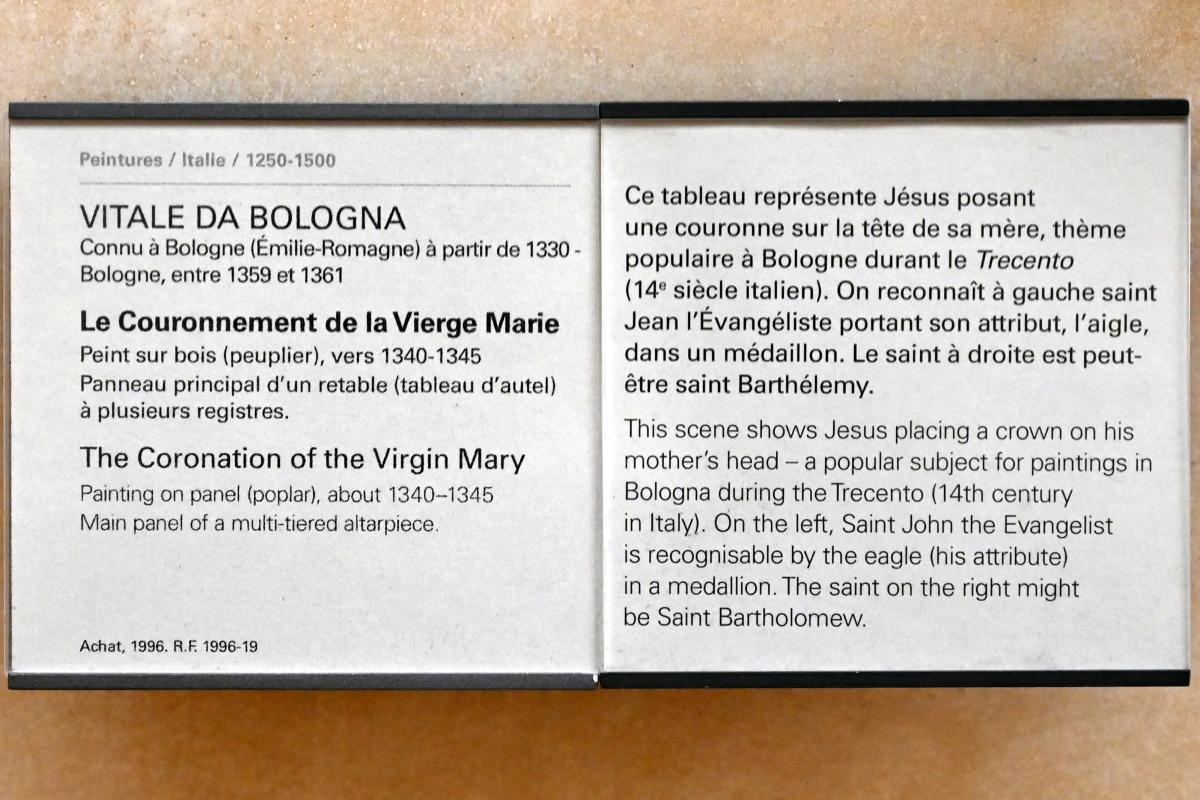 Peintures / Italie / 1250-1500
VITALE DA BOLOGNA
Connu à Bologne (Émilie-Romagne) à partir de 1330 -
Bologne, entre 1359 et 1361
Le Couronnement de la Vierge Marie
Peint sur bois (peuplier), vers 1340-1345
Panneau principal d'un retable (tableau d'autel)
à plusieurs registres.
The Coronation of the Virgin Mary
Painting on panel (poplar), about 1340–1345
Main panel of a multi-tiered altarpiece.
Achat, 1996. R.F. 1996-19
Ce tableau représente Jésus posant
une couronne sur la tête de sa mère, thème
populaire à Bologne durant le Trecento
(14e siècle italien). On reconnaît à gauche saint
Jean l'Évangéliste portant son attribut, l'aigle,
dans un médaillon. Le saint à droite est peut-
être saint Barthélemy.
This scene shows Jesus placing a crown on his
mother's head – a popular subject for paintings in
Bologna during the Trecento (14th century
in Italy). On the left, Saint John the Evangelist
is recognisable by the eagle (his attribute)
in a medallion. The saint on the right might
be Saint Bartholomew.